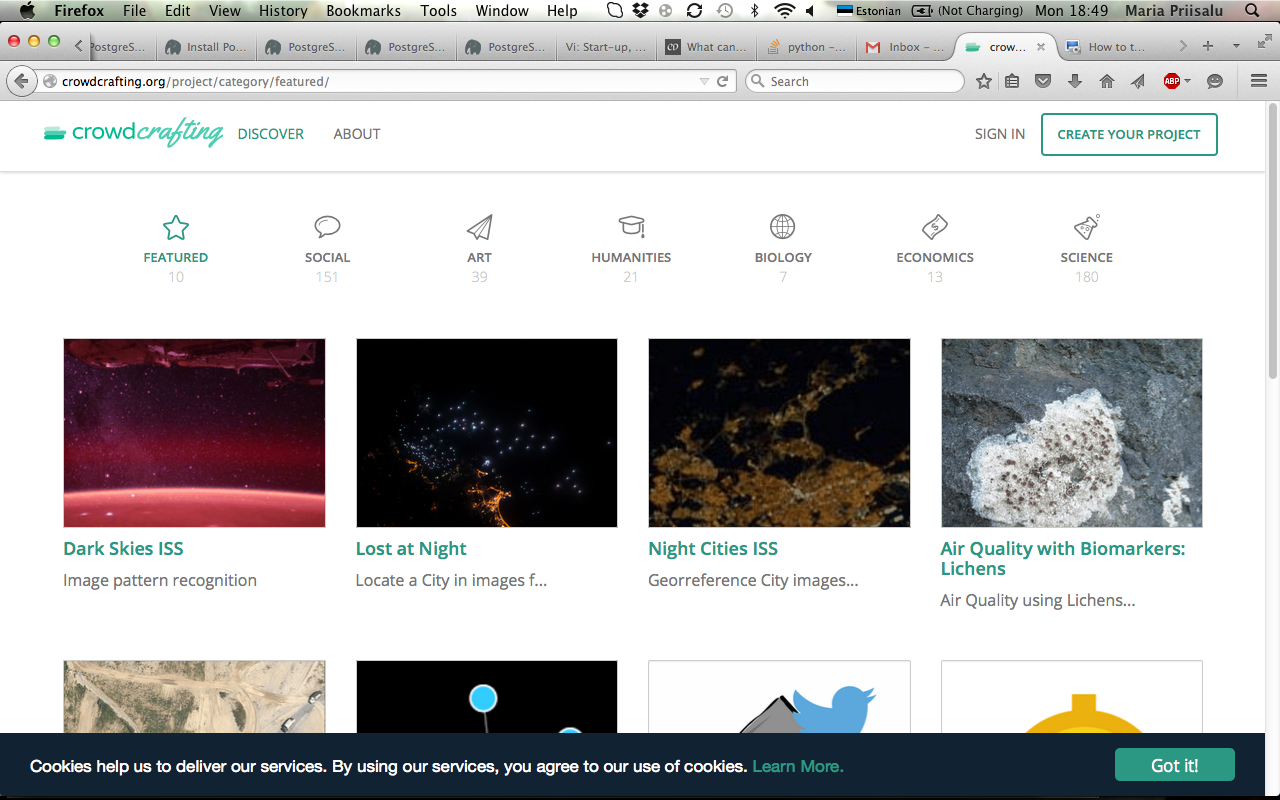 Firefox File Edit View History Bookmarks Tools Window Help Estonian (Not Charging) Mon 18:49 Maria Priisalu
PostgreS... Install Po... PostgreS... PostgreS... PostgreS... Vi: Start-up, ... CD What can... python -... Inbox - ... crow... How to t...
crowdcrafting.org/project/category/featured/ Search ABP
crowdcrafting DISCOVER ABOUT SIGN IN CREATE YOUR PROJECT
FEATURED SOCIAL ART HUMANITIES BIOLOGY ECONOMICS SCIENCE
10 151 39 21 7 13 180
Dark Skies ISS Lost at Night Night Cities ISS Air Quality with Biomarkers:
Lichens
Image pattern recognition Locate a City in images f... Georreference City images...
Air Quality using Lichens...
Cookies help us to deliver our services. By using our services, you agree to our use of cookies. Learn More. Got it!